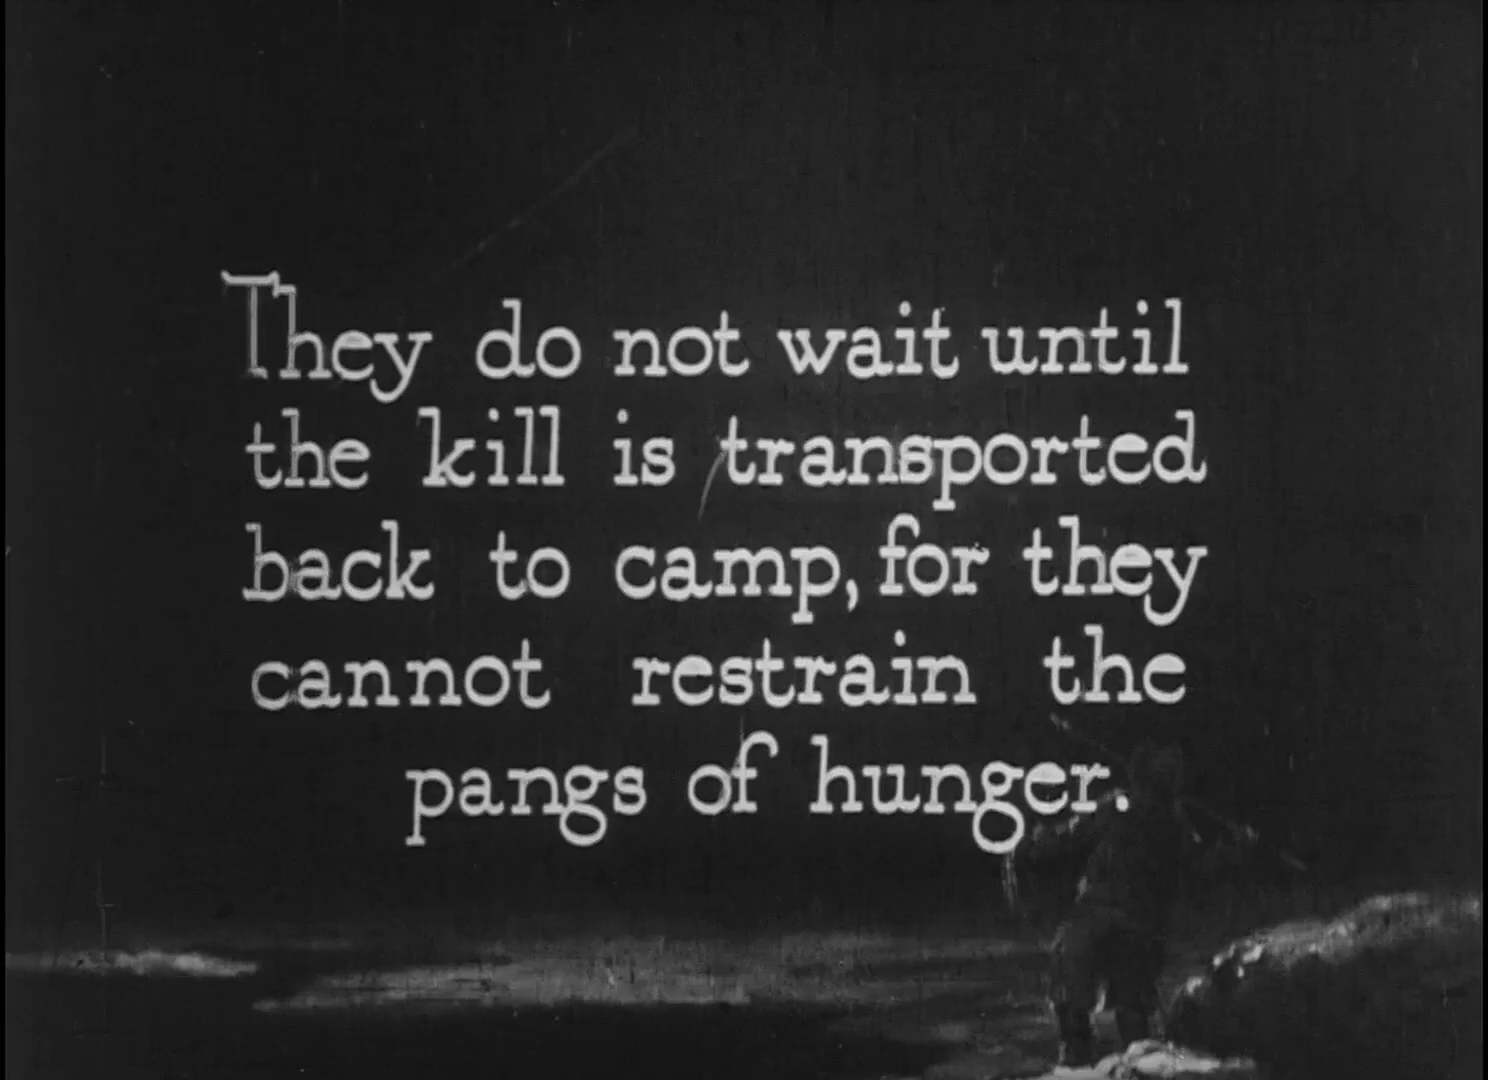 They do not wait until
the kill is transported
back to camp, for they
cannot restrain the
pangs of hunger.